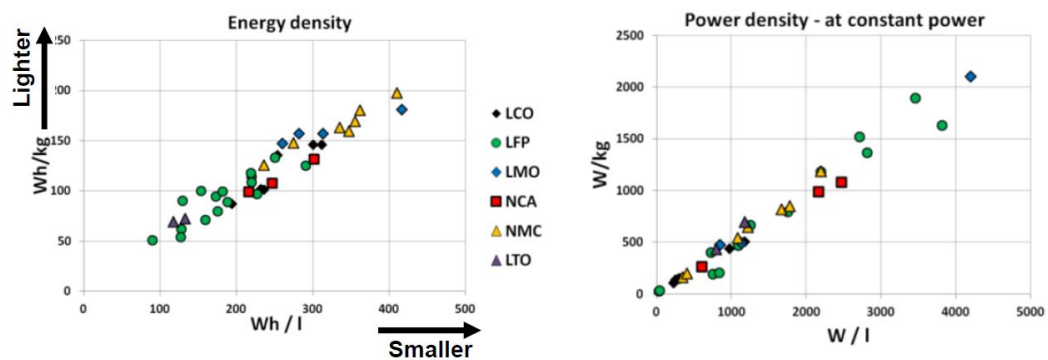 Energy density
Lighter
Wh/kg
250
200
150
100
50
0
0 100 200 300 400 500
Wh / l
Smaller
LCO
LFP
LMO
NCA
NMC
LTO
Power density - at constant power
W/kg
2500
2000
1500
1000
500
0
0 1000 2000 3000 4000 5000
W / l